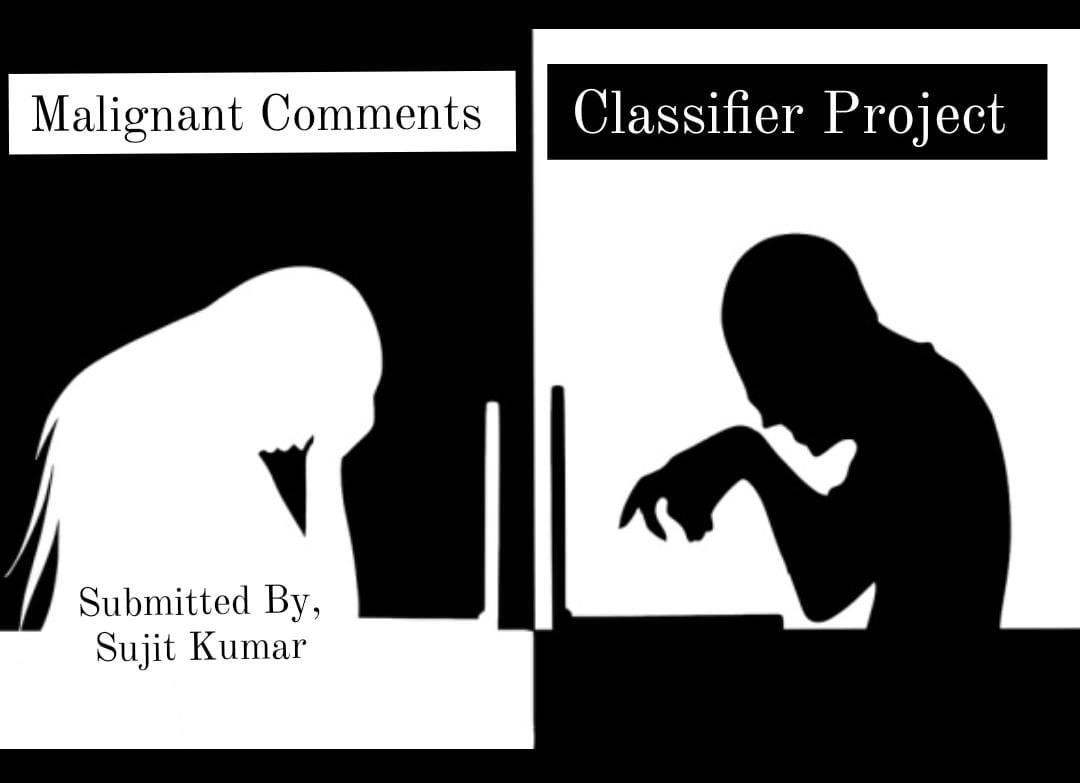 Malignant Comments
Classifier Project
Submitted By,
Sujit Kumar